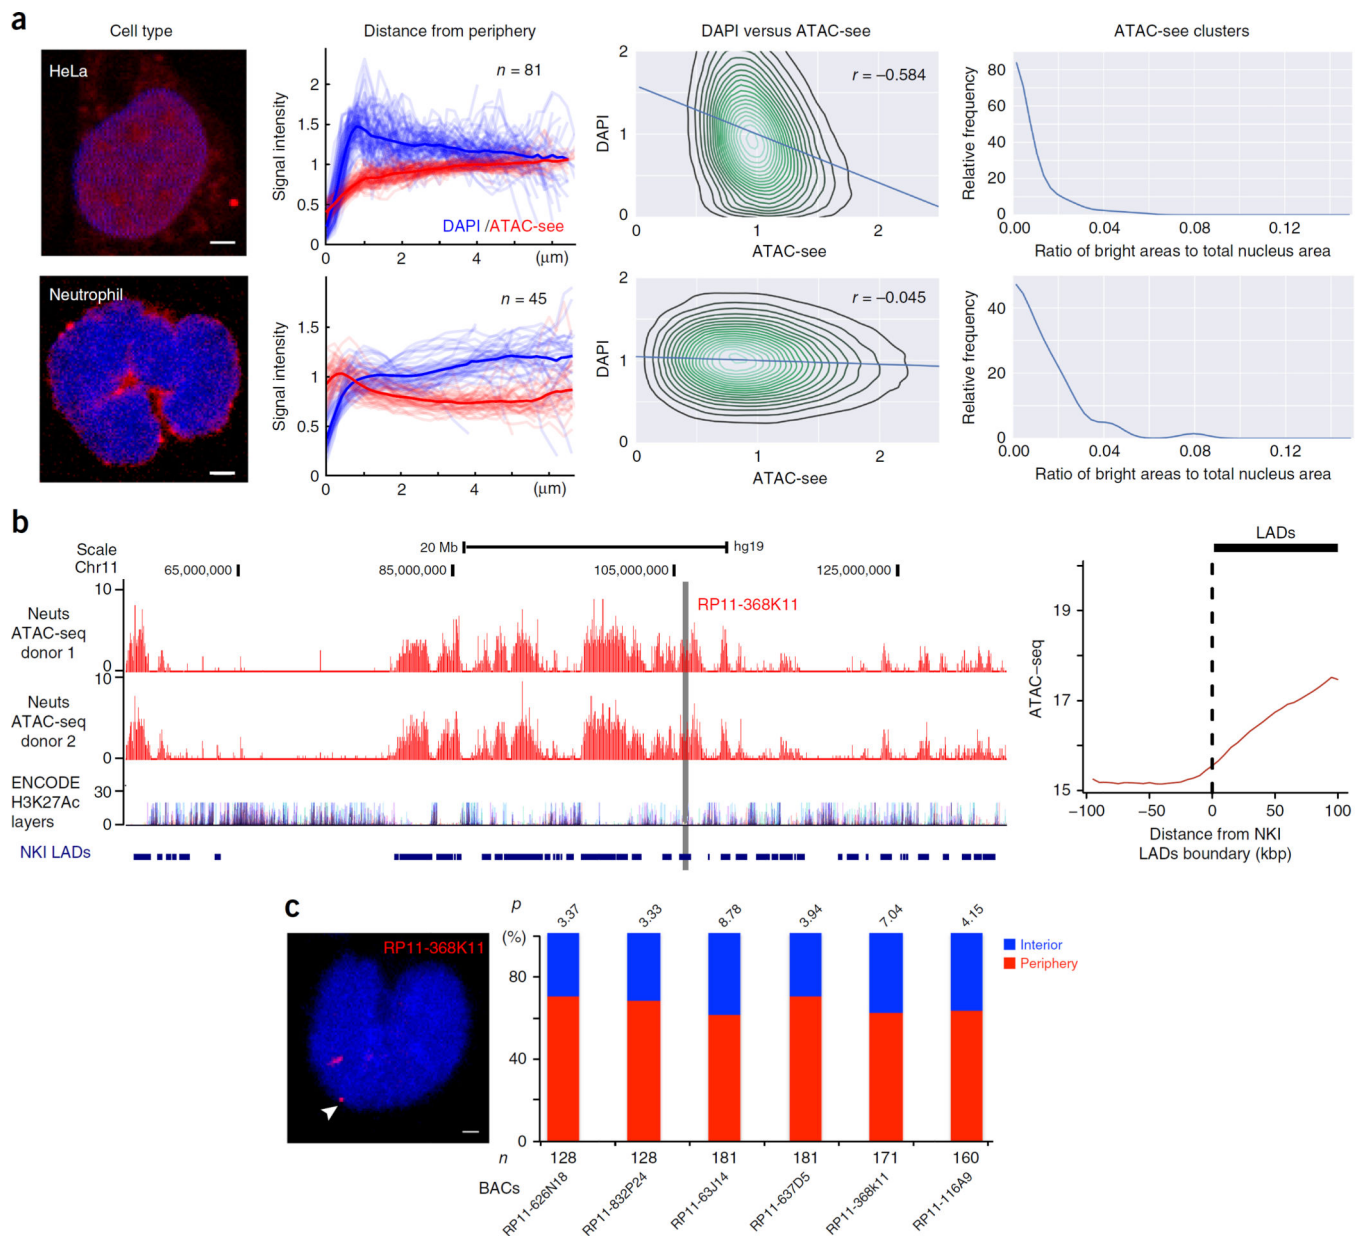 a
Cell type
Distance from periphery
DAPI versus ATAC-see
ATAC-see clusters
HeLa
Signal intensity
2
1.5
1
0.5
0
n = 81
DAPI /ATAC-see
0 2 4 (μm)
DAPI
2
1
0
r = –0.584
0 1 2
ATAC-see
Relative frequency
80
60
40
20
0
0.00 0.04 0.08 0.12
Ratio of bright areas to total nucleus area
Neutrophil
Signal intensity
1.5
1
0.5
0
n = 45
0 2 4 (μm)
DAPI
2
1
0
r = –0.045
0 1 2
ATAC-see
Relative frequency
40
20
0
0.00 0.04 0.08 0.12
Ratio of bright areas to total nucleus area
b
Scale
20 Mb hg19
Chr11
65,000,000 85,000,000 105,000,000 125,000,000
RP11-368K11
Neuts
ATAC-seq
donor 1
10
0
Neuts
ATAC-seq
donor 2
10
0
ENCODE
H3K27Ac
layers
30
0
NKI LADs
LADs
ATAC–seq
19
17
15
–100 –50 0 50 100
Distance from NKI
LADs boundary (kbp)
c
RP11-368K11
p 3.37 3.33 8.78 3.94 7.04 4.15
(%)
80
40
0
Interior
Periphery
n 128 128 181 181 171 160
BACs RP11-626N18 RP11-832P24 RP11-63J14 RP11-637D5 RP11-368k11 RP11-116A9